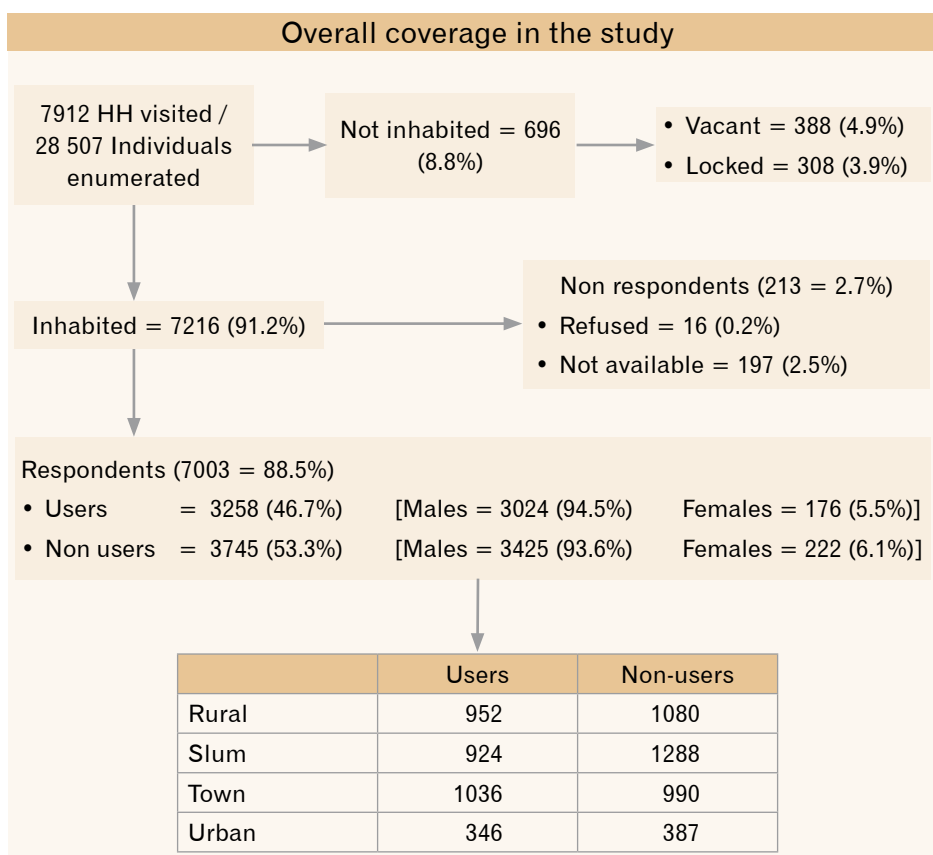 Overall coverage in the study
7912 HH visited /
28 507 Individuals
enumerated
Not inhabited = 696
(8.8%)
• Vacant = 388 (4.9%)
• Locked = 308 (3.9%)
Inhabited = 7216 (91.2%)
Non respondents (213 = 2.7%)
• Refused = 16 (0.2%)
• Not available = 197 (2.5%)
Respondents (7003 = 88.5%)
• Users = 3258 (46.7%) [Males = 3024 (94.5%) Females = 176 (5.5%)]
• Non users = 3745 (53.3%) [Males = 3425 (93.6%) Females = 222 (6.1%)]
Users Non-users
Rural 952 1080
Slum 924 1288
Town 1036 990
Urban 346 387